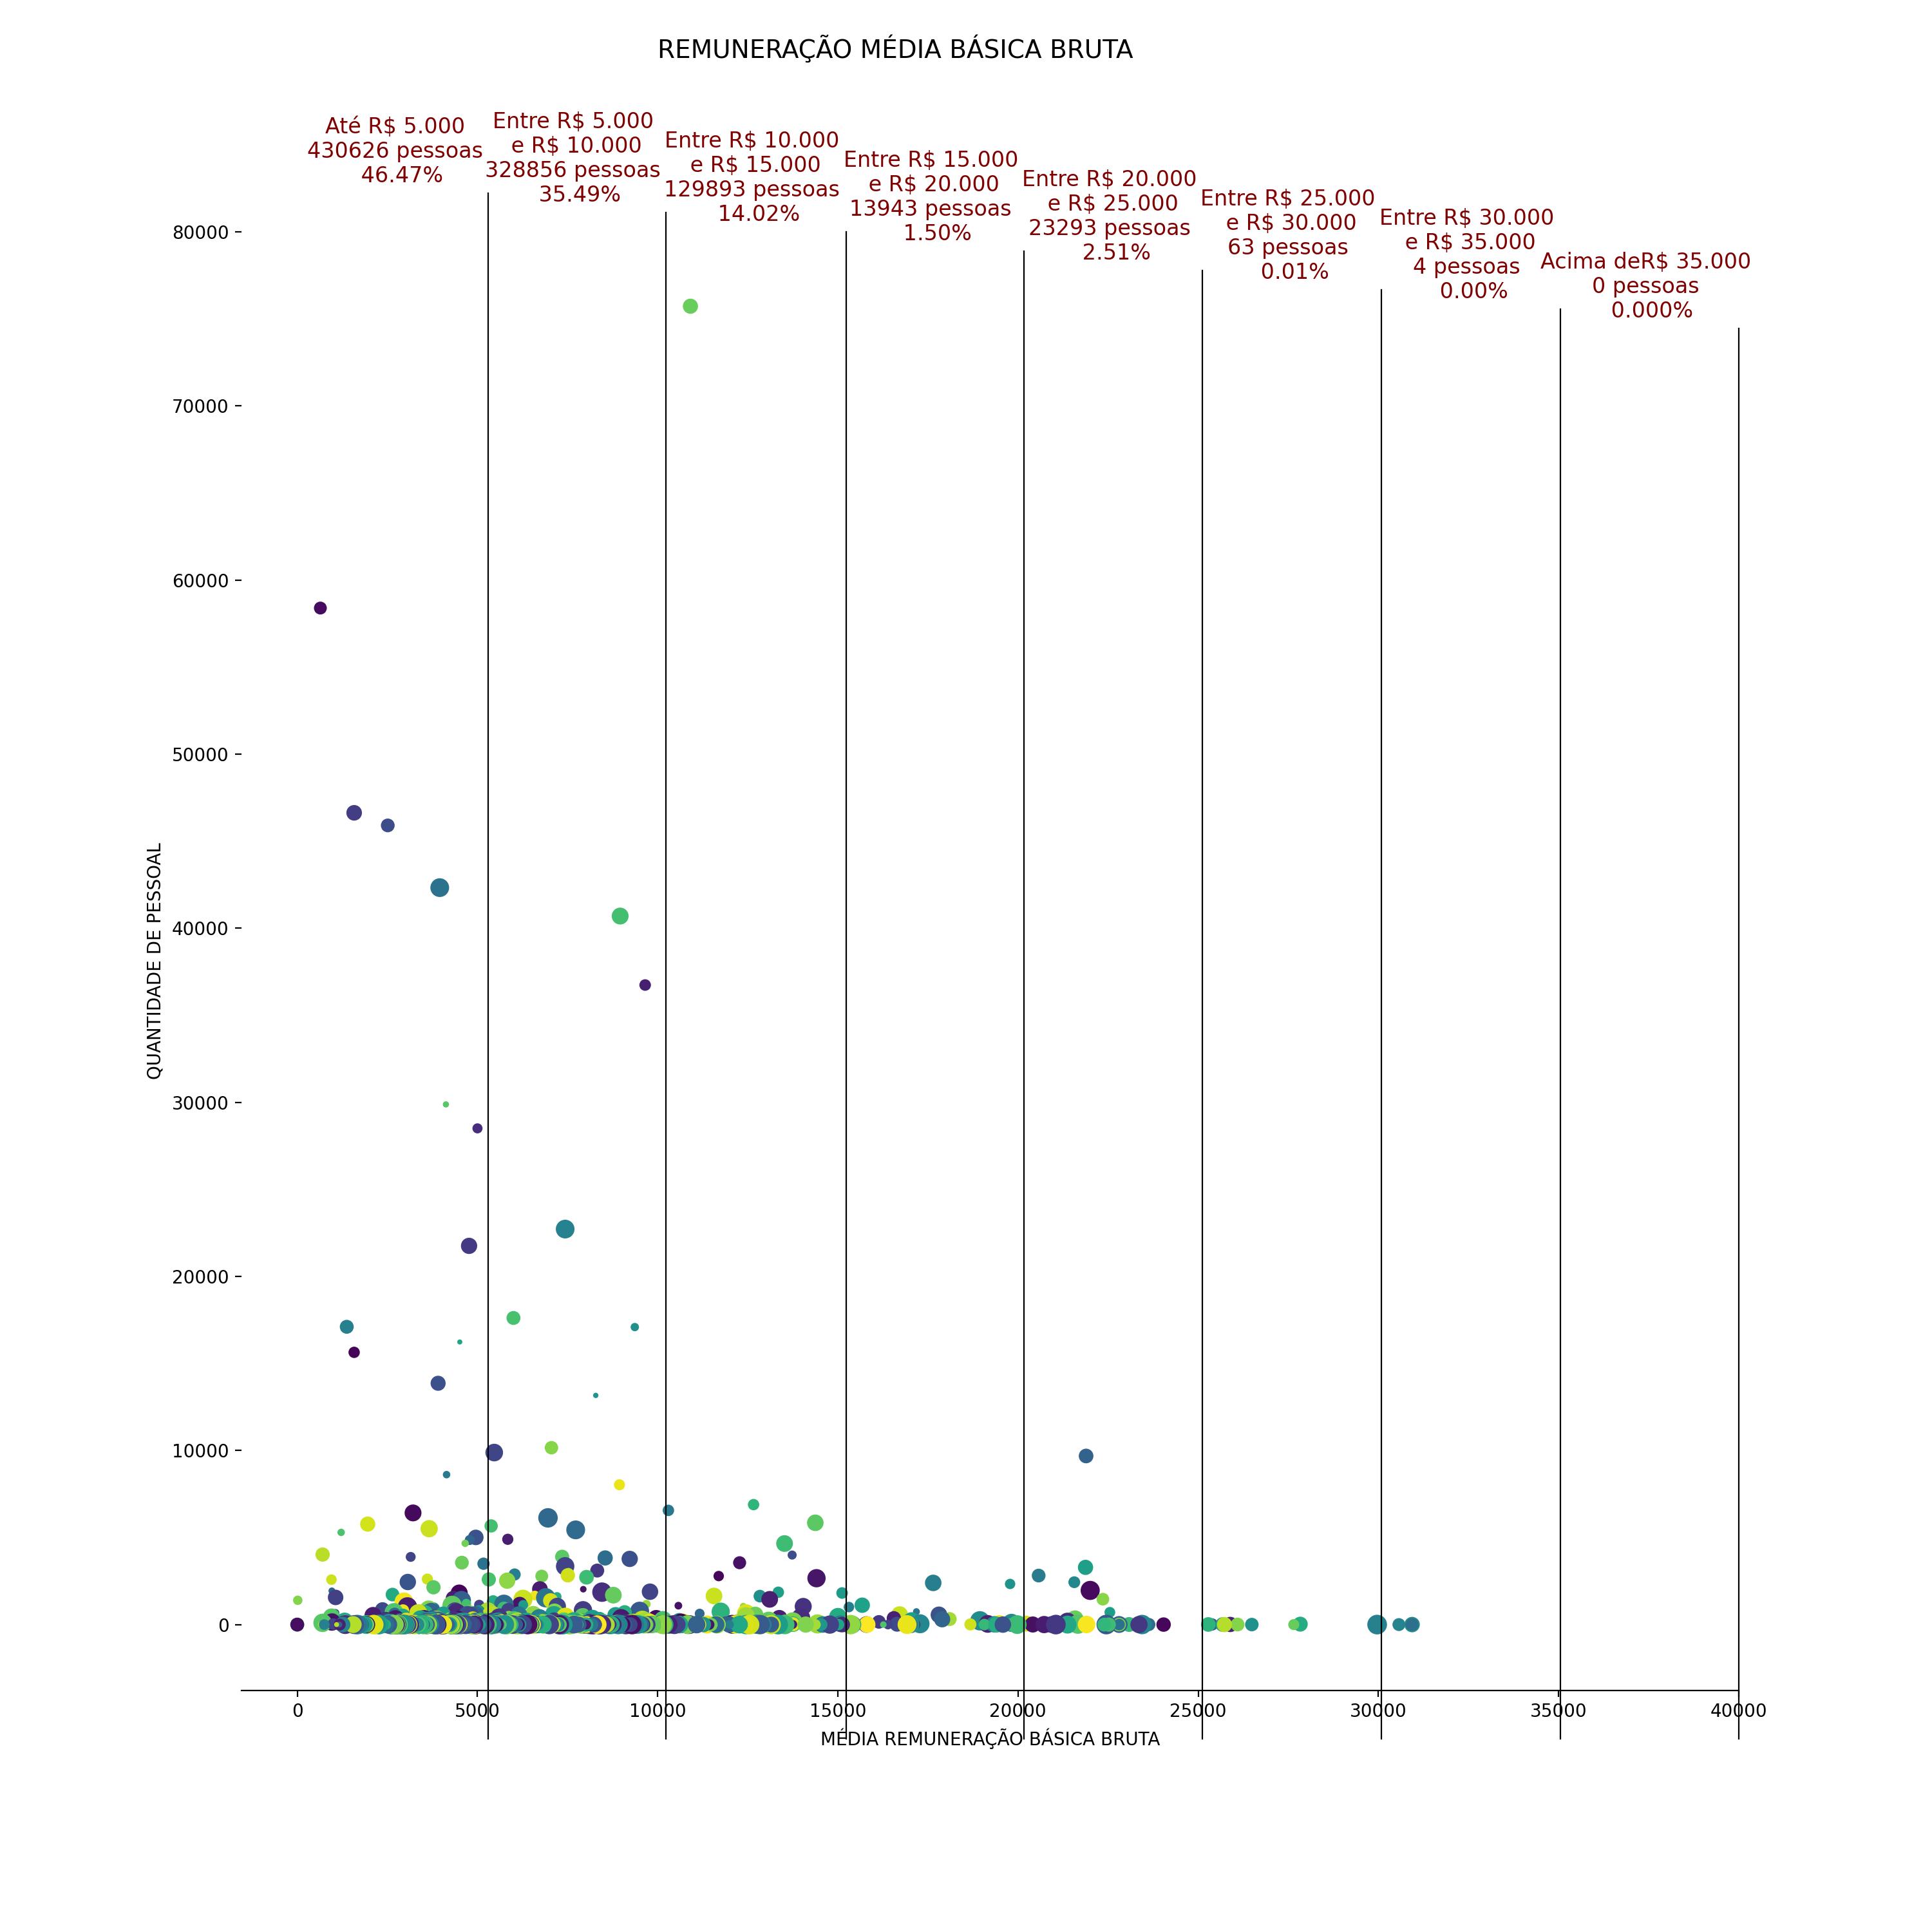 REMUNERAÇÃO MÉDIA BÁSICA BRUTA
Até R$ 5.000
430626 pessoas
46.47%
Entre R$ 5.000
e R$ 10.000
328856 pessoas
35.49%
Entre R$ 10.000
e R$ 15.000
129893 pessoas
14.02%
Entre R$ 15.000
e R$ 20.000
13943 pessoas
1.50%
Entre R$ 20.000
e R$ 25.000
23293 pessoas
2.51%
Entre R$ 25.000
e R$ 30.000
63 pessoas
0.01%
Entre R$ 30.000
e R$ 35.000
4 pessoas
0.00%
Acima deR$ 35.000
0 pessoas
0.000%
QUANTIDADE DE PESSOAL
80000
70000
60000
50000
40000
30000
20000
10000
0
0 5000 10000 15000 20000 25000 30000 35000 40000
MÉDIA REMUNERAÇÃO BÁSICA BRUTA